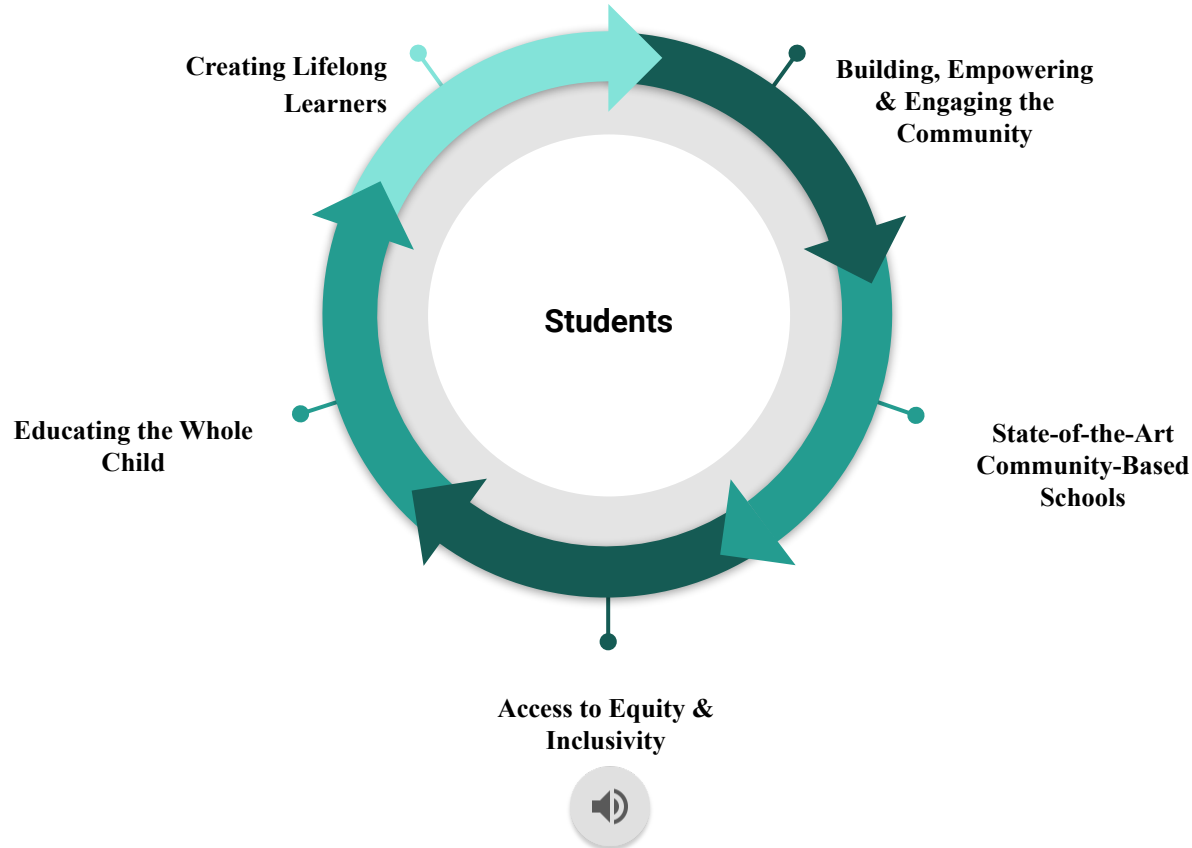 Creating Lifelong
Learners
Building, Empowering
& Engaging the
Community
Students
Educating the Whole
Child
State-of-the-Art
Community-Based
Schools
Access to Equity &
Inclusivity